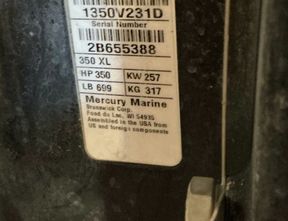 1350V231D
Serial Number
2B655388
350 XL
HP 350 KW 257
LB 699 KG 317
Mercury Marine
Brunswick Corp.
Fond du Lac, WI 54935
Assembled in the USA from
US and foreign components